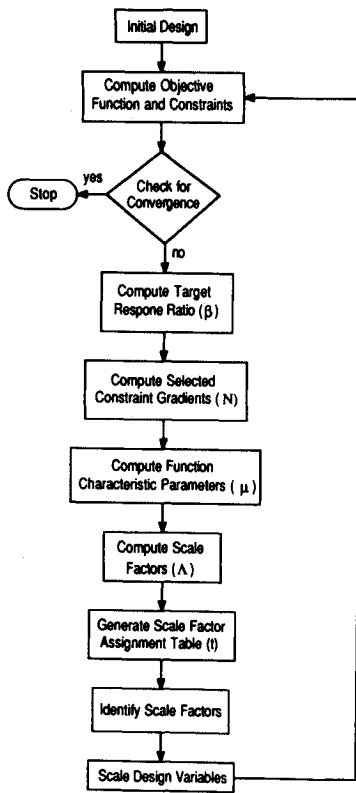 Initial Design
Compute Objective
Function and Constraints
yes
Stop
Check for
Convergence
no
Compute Target
Respone Ratio (β)
Compute Selected
Constraint Gradients (N)
Compute Function
Characteristic Parameters (μ)
Compute Scale
Factors (Λ)
Generate Scale Factor
Assignment Table (t)
Identify Scale Factors
Scale Design Variables